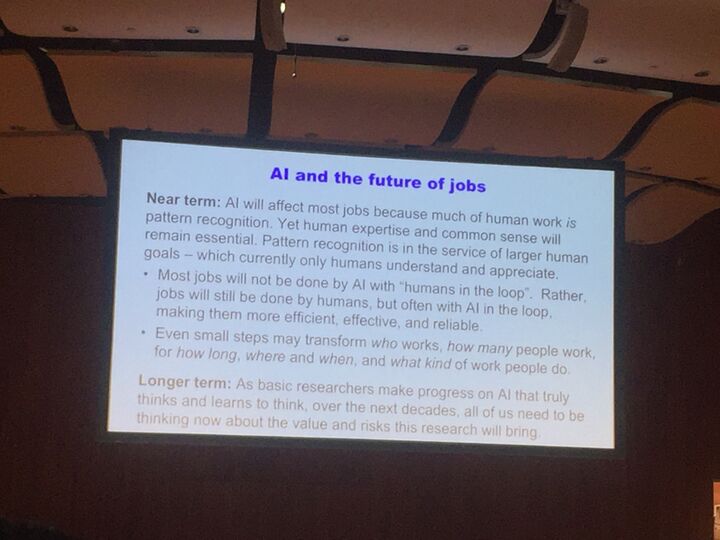 AI and the future of jobs
Near term: AI will affect most jobs because much of human work is
pattern recognition. Yet human expertise and common sense will
remain essential. Pattern recognition is in the service of larger human
goals – which currently only humans understand and appreciate.
• Most jobs will not be done by AI with “humans in the loop”. Rather,
jobs will still be done by humans, but often with AI in the loop,
making them more efficient, effective, and reliable.
• Even small steps may transform who works, how many people work,
for how long, where and when, and what kind of work people do.
Longer term: As basic researchers make progress on AI that truly
thinks and learns to think, over the next decades, all of us need to be
thinking now about the value and risks this research will bring.